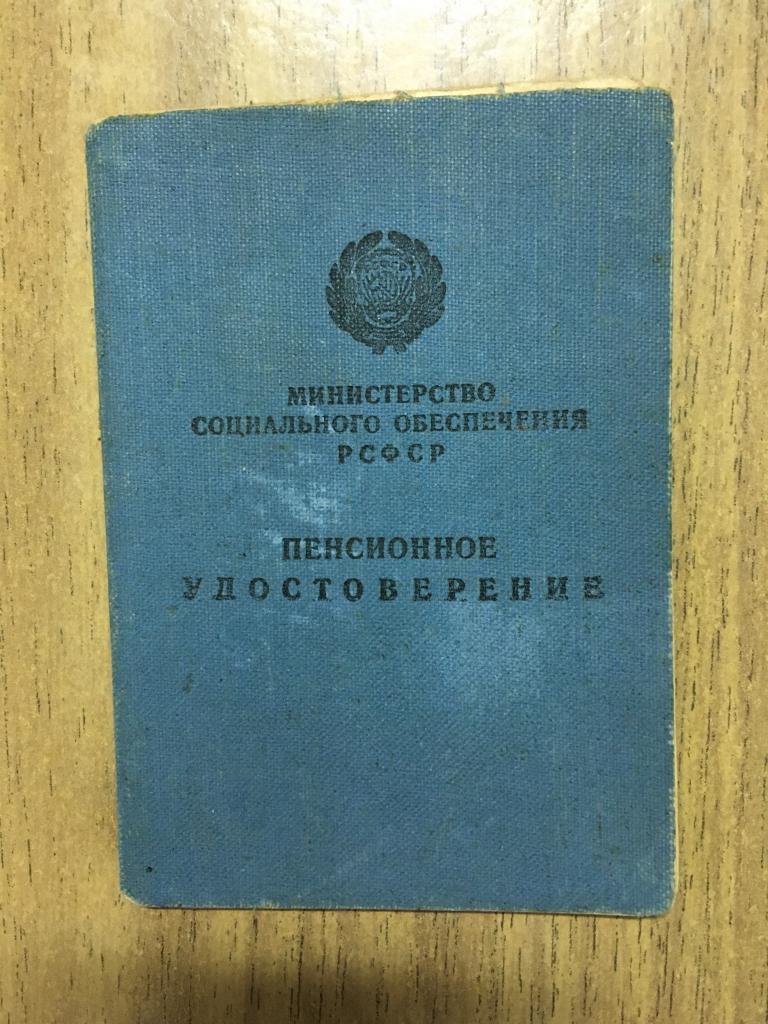 МИНИСТЕРСТВО
СОЦИАЛЬНОГО ОБЕСПЕЧЕНИЯ
РСФСР
ПЕНСИОННОЕ
УДОСТОВЕРЕНИЕ